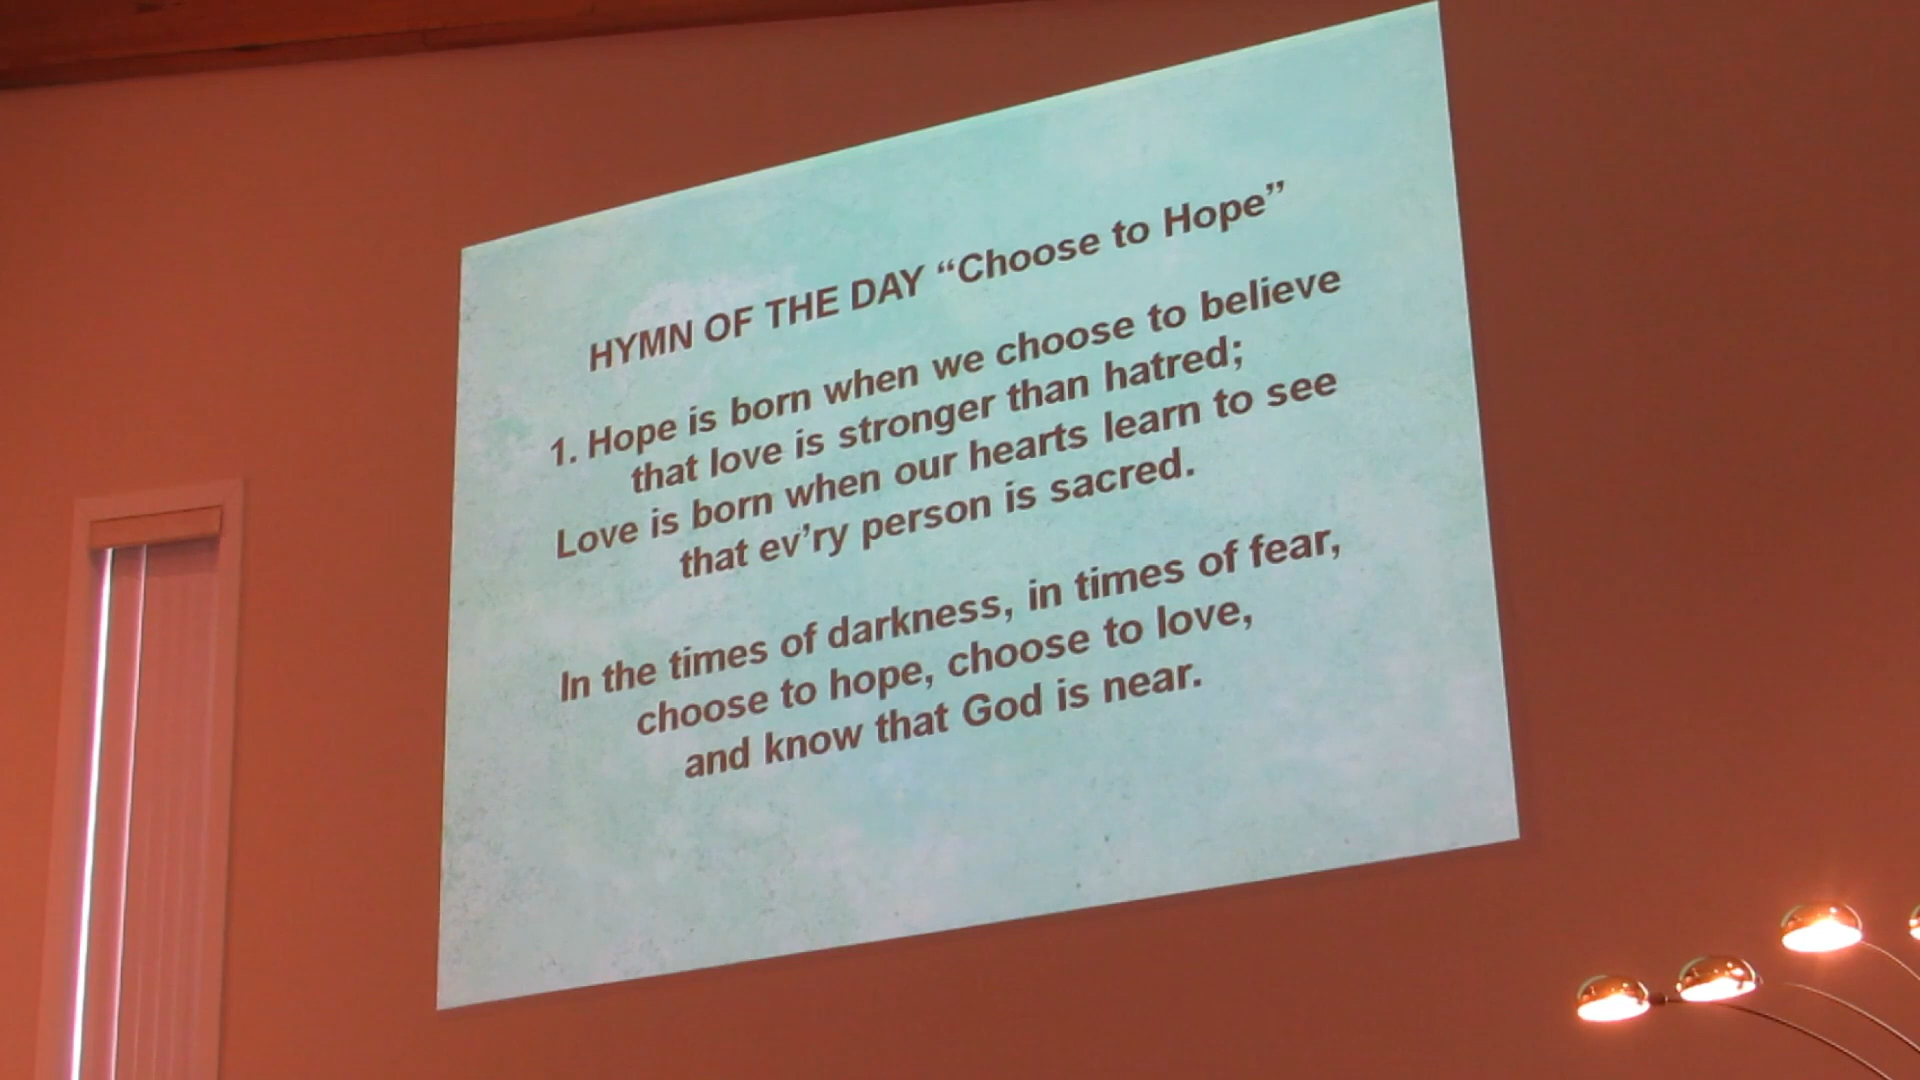 HYMN OF THE DAY “Choose to Hope”
1. Hope is born when we choose to believe
that love is stronger than hatred;
Love is born when our hearts learn to see
that ev’ry person is sacred.
In the times of darkness, in times of fear,
choose to hope, choose to love,
and know that God is near.